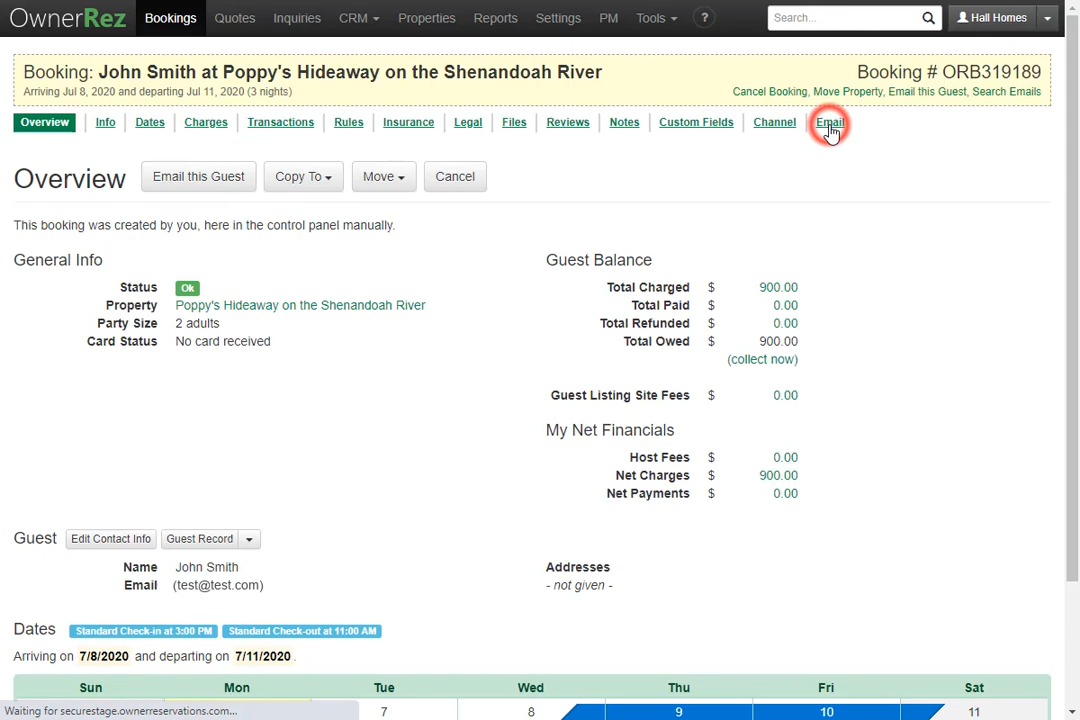 OwnerRez Bookings Quotes Inquiries CRM Properties Reports Settings PM Tools ? Search... Hall Homes
Booking: John Smith at Poppy's Hideaway on the Shenandoah River Booking # ORB319189
Arriving Jul 8, 2020 and departing Jul 11, 2020 (3 nights) Cancel Booking, Move Property, Email this Guest, Search Emails
Overview Info Dates Charges Transactions Rules Insurance Legal Files Reviews Notes Custom Fields Channel Email
Overview Email this Guest Copy To Move Cancel
This booking was created by you, here in the control panel manually.
General Info Guest Balance
Status Ok Total Charged $ 900.00
Property Poppy's Hideaway on the Shenandoah River Total Paid $ 0.00
Party Size 2 adults Total Refunded $ 0.00
Card Status No card received Total Owed $ 900.00
(collect now)
Guest Listing Site Fees $ 0.00
My Net Financials
Host Fees $ 0.00
Net Charges $ 900.00
Net Payments $ 0.00
Guest Edit Contact Info Guest Record
Name John Smith Addresses
Email (test@test.com) - not given -
Dates Standard Check-in at 3:00 PM Standard Check-out at 11:00 AM
Arriving on 7/8/2020 and departing on 7/11/2020 .
Sun Mon Tue Wed Thu Fri Sat
7 8 9 10 11
Waiting for securestage.ownerreservations.com...